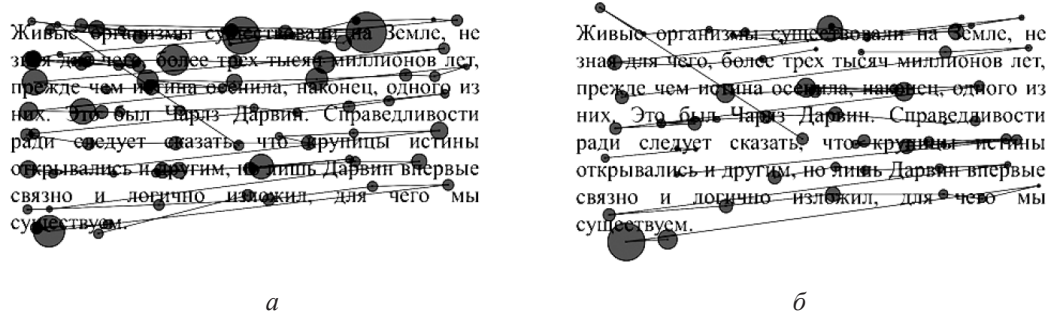 Живые организмы существовали на Земле, не
зная для чего, более трех тысяч миллионов лет,
прежде чем истина осенила, наконец, одного из
них. Это был Чарлз Дарвин. Справедливости
ради следует сказать, что крупицы истины
открывались и другим, но лишь Дарвин впервые
связно и логично изложил, для чего мы
существуем.
а
Живые организмы существовали на Земле, не
зная для чего, более трех тысяч миллионов лет,
прежде чем истина осенила, наконец, одного из
них. Это был Чарлз Дарвин. Справедливости
ради следует сказать, что крупицы истины
открывались и другим, но лишь Дарвин впервые
связно и логично изложил, для чего мы
существуем.
б